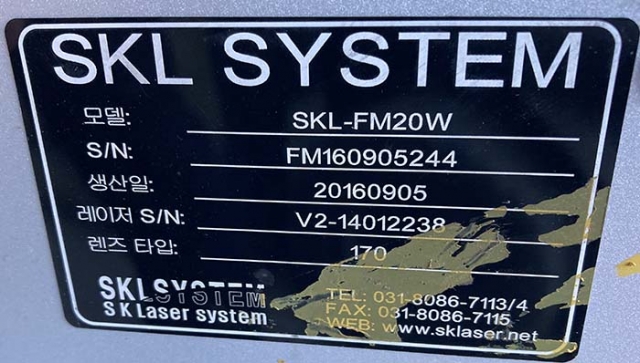 SKL SYSTEM
모델: SKL-FM20W
S/N: FM160905244
생산일: 20160905
레이저 S/N: V2-14012238
렌즈 타입: 170
SKLSYSTEM
S K Laser system
TEL: 031-8086-7113/4
FAX: 031-8086-7115
WEB: www.sklaser.net